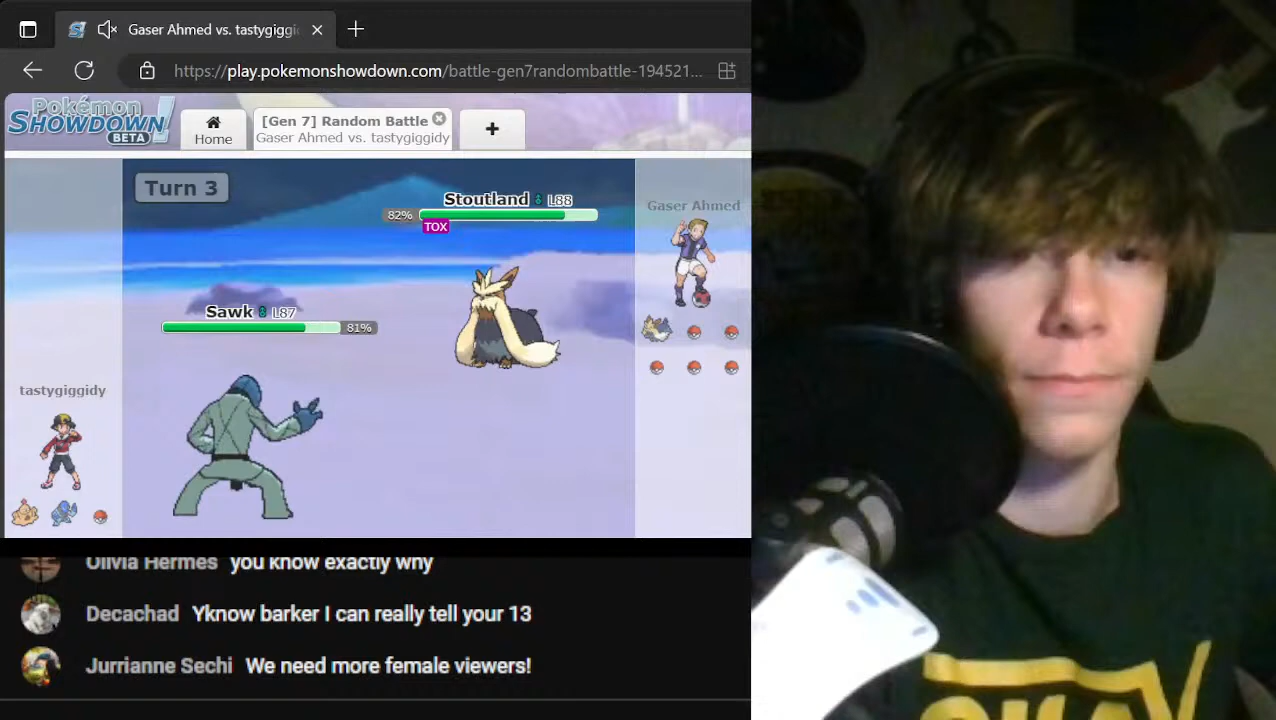 Gaser Ahmed vs. tastygiggi
https://play.pokemonshowdown.com/battle-gen7randombattle-194521...
Pokémon
SHOWDOWN!
BETA
Home
[Gen 7] Random Battle
Gaser Ahmed vs. tastygiggidy
Turn 3
Stoutland L88
82%
TOX
Gaser Ahmed
Sawk L87
81%
tastygiggidy
Olivia Hermes you know exactly why
Decachad Yknow barker I can really tell your 13
Jurrianne Sechi We need more female viewers!